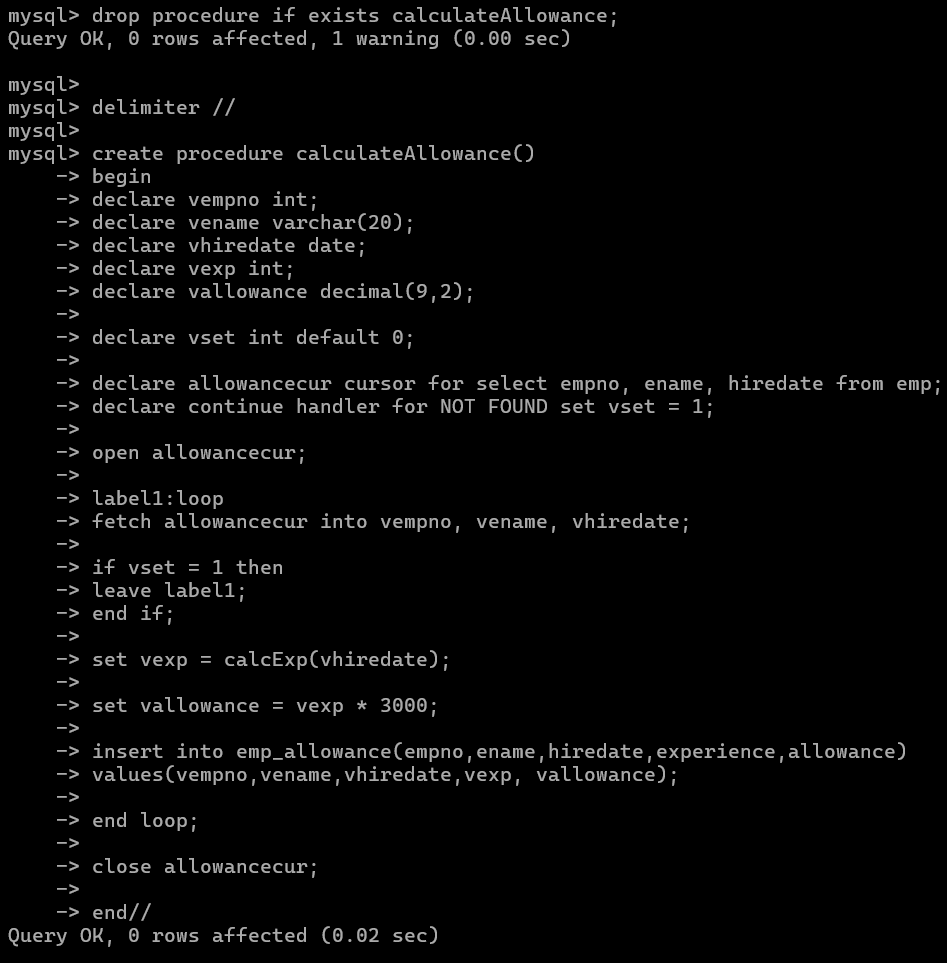 mysql> drop procedure if exists calculateAllowance;
Query OK, 0 rows affected, 1 warning (0.00 sec)
mysql>
mysql> delimiter //
mysql>
mysql> create procedure calculateAllowance()
    -> begin
    -> declare vempno int;
    -> declare vename varchar(20);
    -> declare vhiredate date;
    -> declare vexp int;
    -> declare vallowance decimal(9,2);
    ->
    -> declare vset int default 0;
    ->
    -> declare allowancecur cursor for select empno, ename, hiredate from emp;
    -> declare continue handler for NOT FOUND set vset = 1;
    ->
    -> open allowancecur;
    ->
    -> label1:loop
    -> fetch allowancecur into vempno, vename, vhiredate;
    ->
    -> if vset = 1 then
    -> leave label1;
    -> end if;
    ->
    -> set vexp = calcExp(vhiredate);
    ->
    -> set vallowance = vexp * 3000;
    ->
    -> insert into emp_allowance(empno,ename,hiredate,experience,allowance)
    -> values(vempno,vename,vhiredate,vexp, vallowance);
    ->
    -> end loop;
    ->
    -> close allowancecur;
    ->
    -> end//
Query OK, 0 rows affected (0.02 sec)